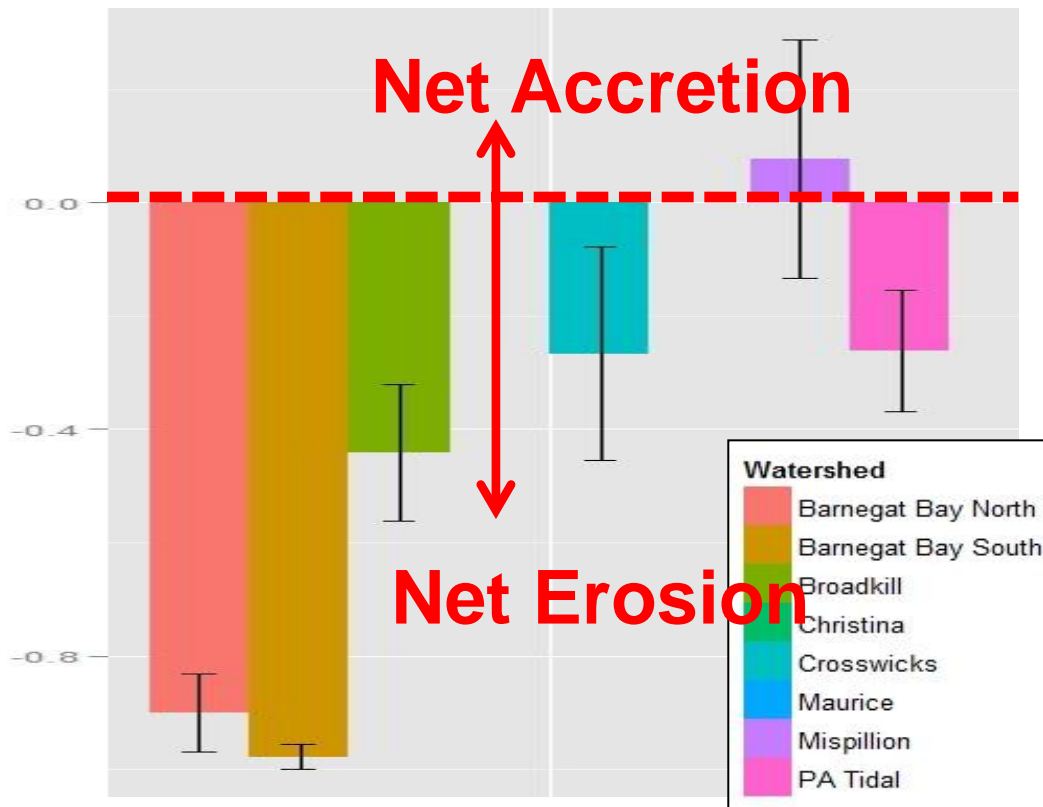 Net Accretion
0.0
-0.4
-0.8
Net Erosion
Watershed
Barnegat Bay North
Barnegat Bay South
Broadkill
Christina
Crosswicks
Maurice
Mispillion
PA Tidal